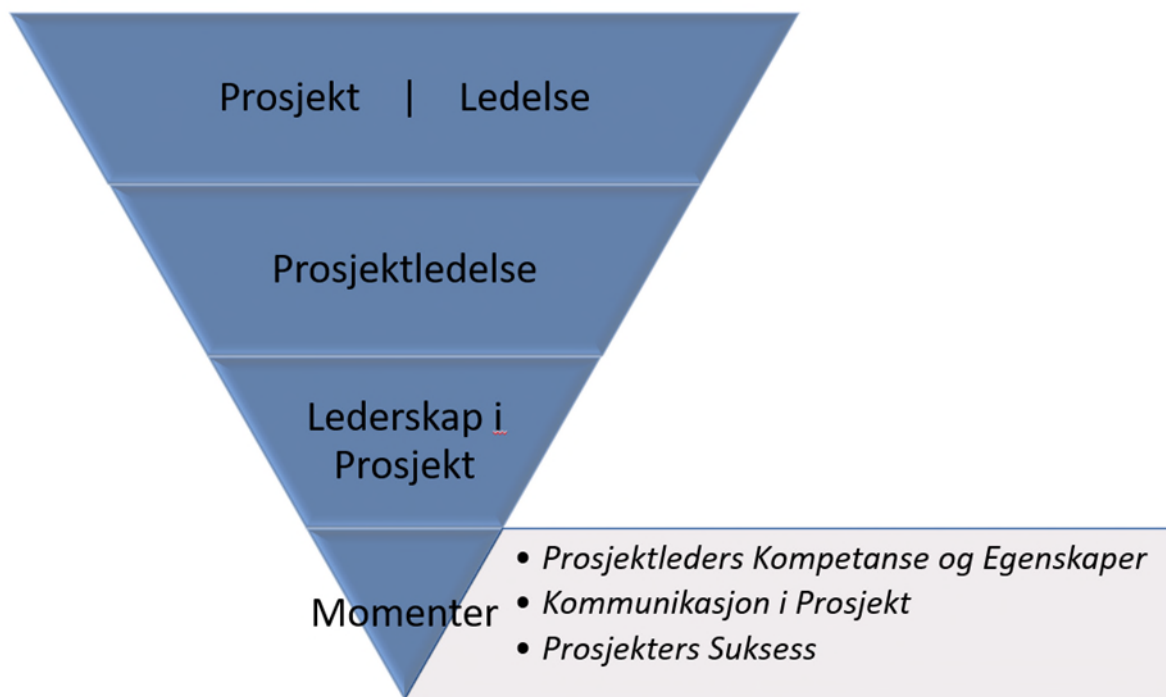 Prosjekt | Ledelse
Prosjektledelse
Lederskap i
Prosjekt
Momenter
• Prosjektleders Kompetanse og Egenskaper
• Kommunikasjon i Prosjekt
• Prosjekters Suksess